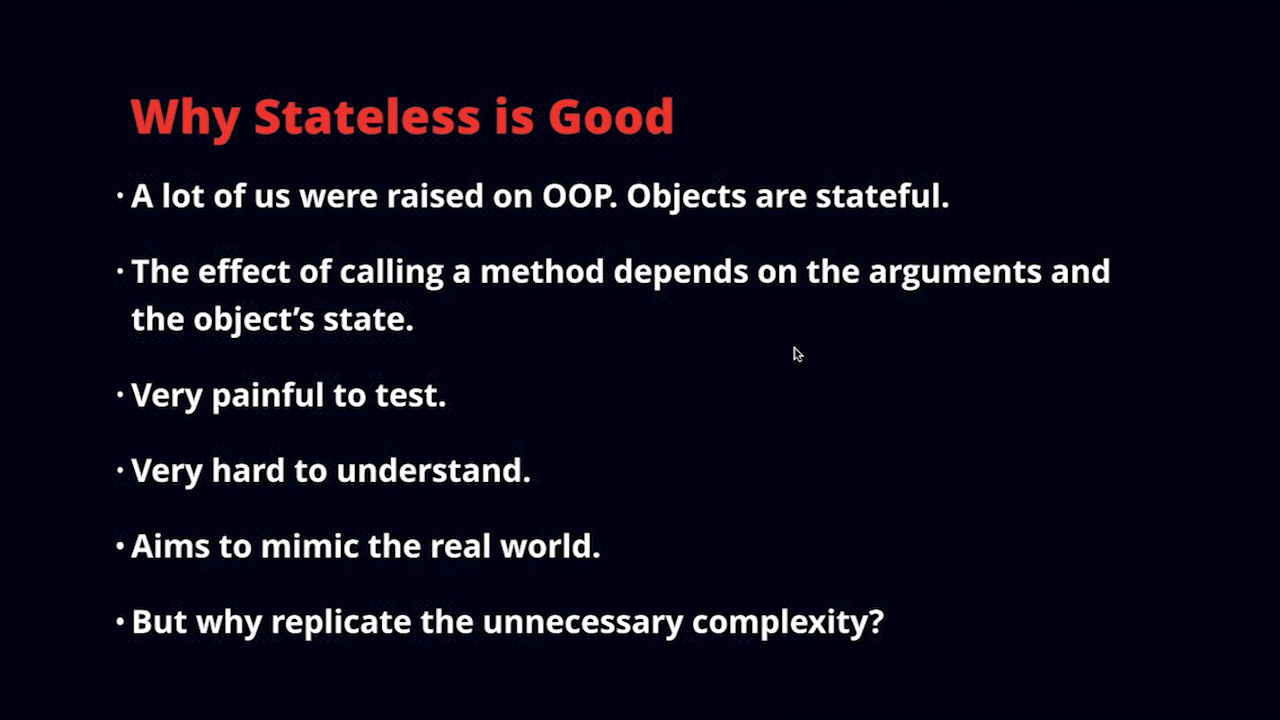 Why Stateless is Good
· A lot of us were raised on OOP. Objects are stateful.
· The effect of calling a method depends on the arguments and
the object’s state.
· Very painful to test.
· Very hard to understand.
· Aims to mimic the real world.
· But why replicate the unnecessary complexity?